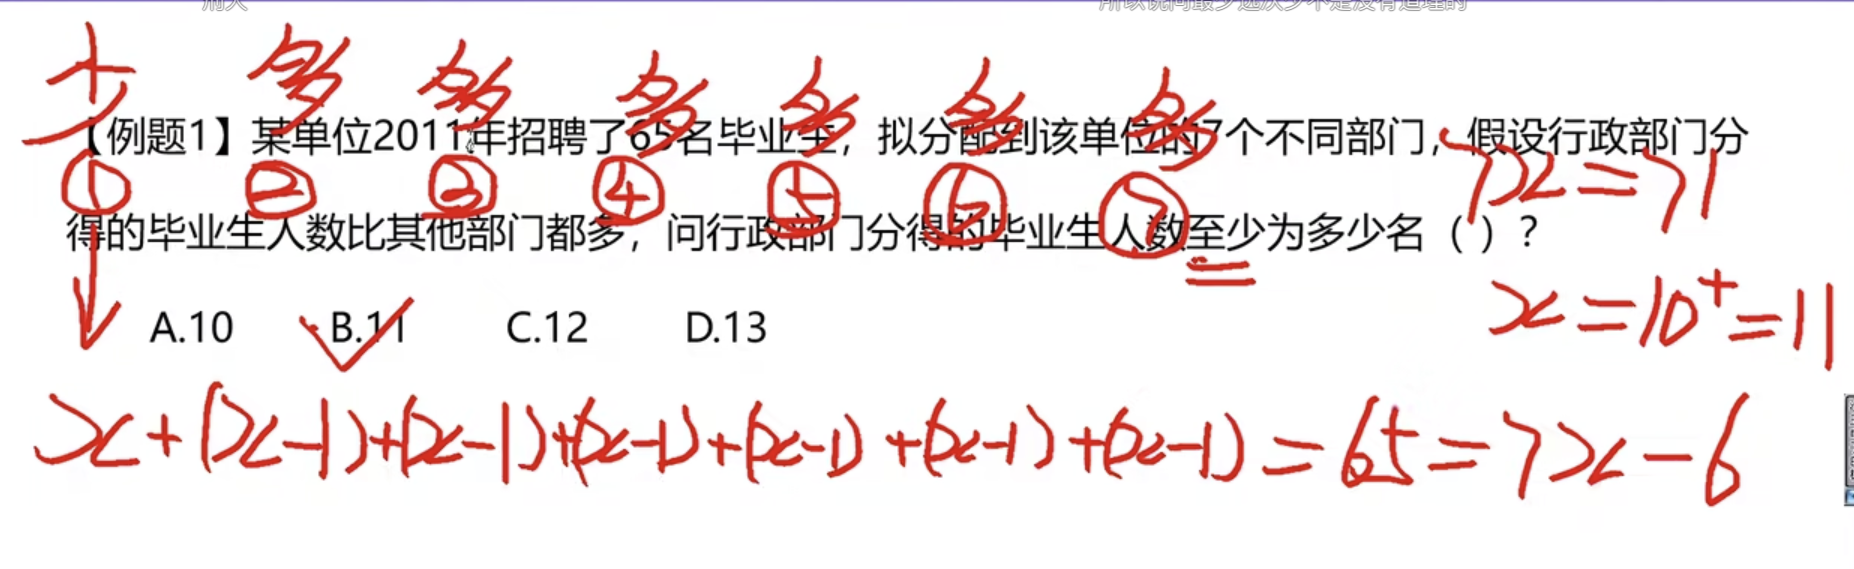 少 多 多 多 多 多 多
【例题1】某单位2011年招聘了65名毕业生，拟分配到该单位的7个不同部门，假设行政部门分
① ② ③ ④ ⑤ ⑥ ⑦ 7x=71
得的毕业生人数比其他部门都多，问行政部门分得的毕业生人数至少为多少名（ ）？
A.10 B.11 C.12 D.13
x=10⁺=11
x+(x-1)+(x-1)+(x-1)+(x-1)+(x-1)+(x-1)=65=7x-6